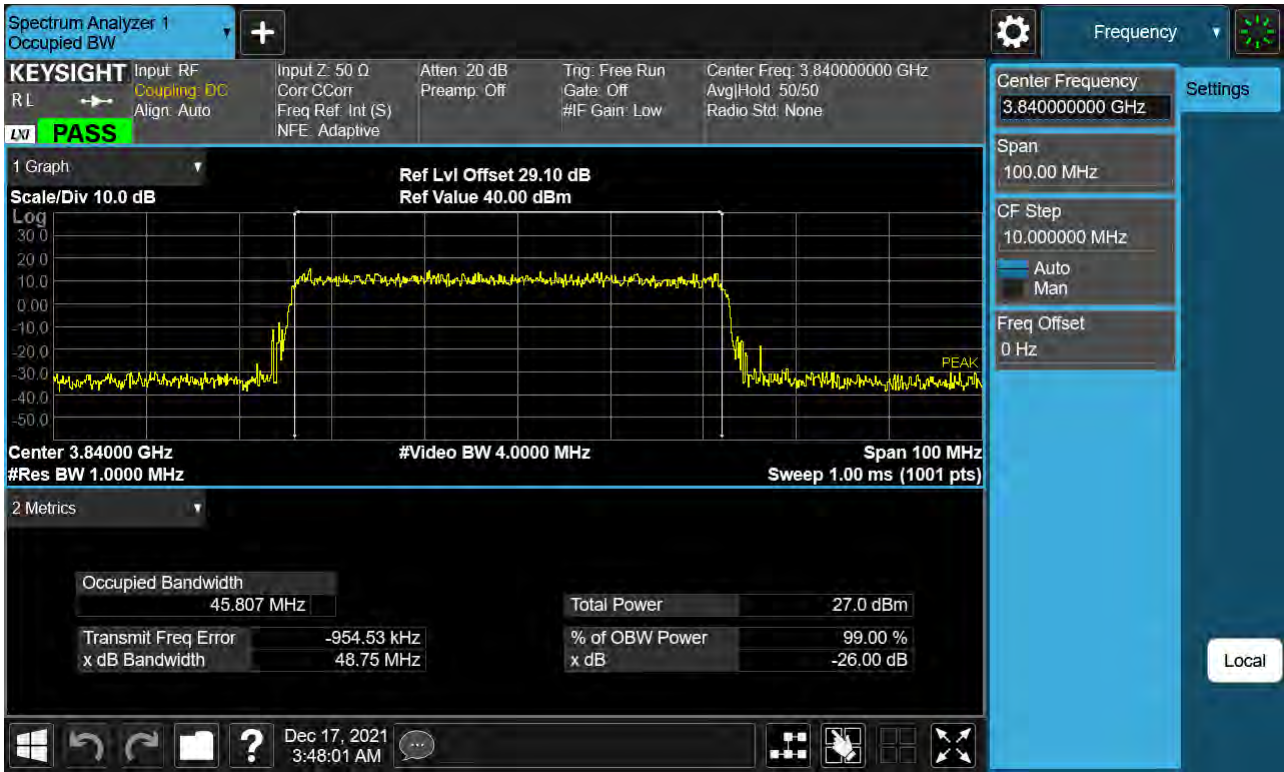 Spectrum Analyzer 1
Occupied BW
+
Frequency
KEYSIGHT
Input: RF
Input Z: 50 Ω
Atten: 20 dB
Trig: Free Run
Center Freq: 3.840000000 GHz
RL
Coupling: DC
Corr CCorr
Preamp: Off
Gate: Off
Avg|Hold: 50/50
Align: Auto
Freq Ref: Int (S)
#IF Gain: Low
Radio Std: None
LXI
PASS
NFE: Adaptive
Center Frequency
3.840000000 GHz
Settings
Span
100.00 MHz
CF Step
10.000000 MHz
Auto
Man
Freq Offset
0 Hz
Local
1 Graph
Ref Lvl Offset 29.10 dB
Scale/Div 10.0 dB
Ref Value 40.00 dBm
Log
30.0
20.0
10.0
0.00
-10.0
-20.0
-30.0
-40.0
-50.0
PEAK
Center 3.84000 GHz
#Video BW 4.0000 MHz
Span 100 MHz
#Res BW 1.0000 MHz
Sweep 1.00 ms (1001 pts)
2 Metrics
Occupied Bandwidth
45.807 MHz
Total Power 27.0 dBm
Transmit Freq Error -954.53 kHz
% of OBW Power 99.00 %
x dB Bandwidth 48.75 MHz
x dB -26.00 dB
?
Dec 17, 2021
3:48:01 AM